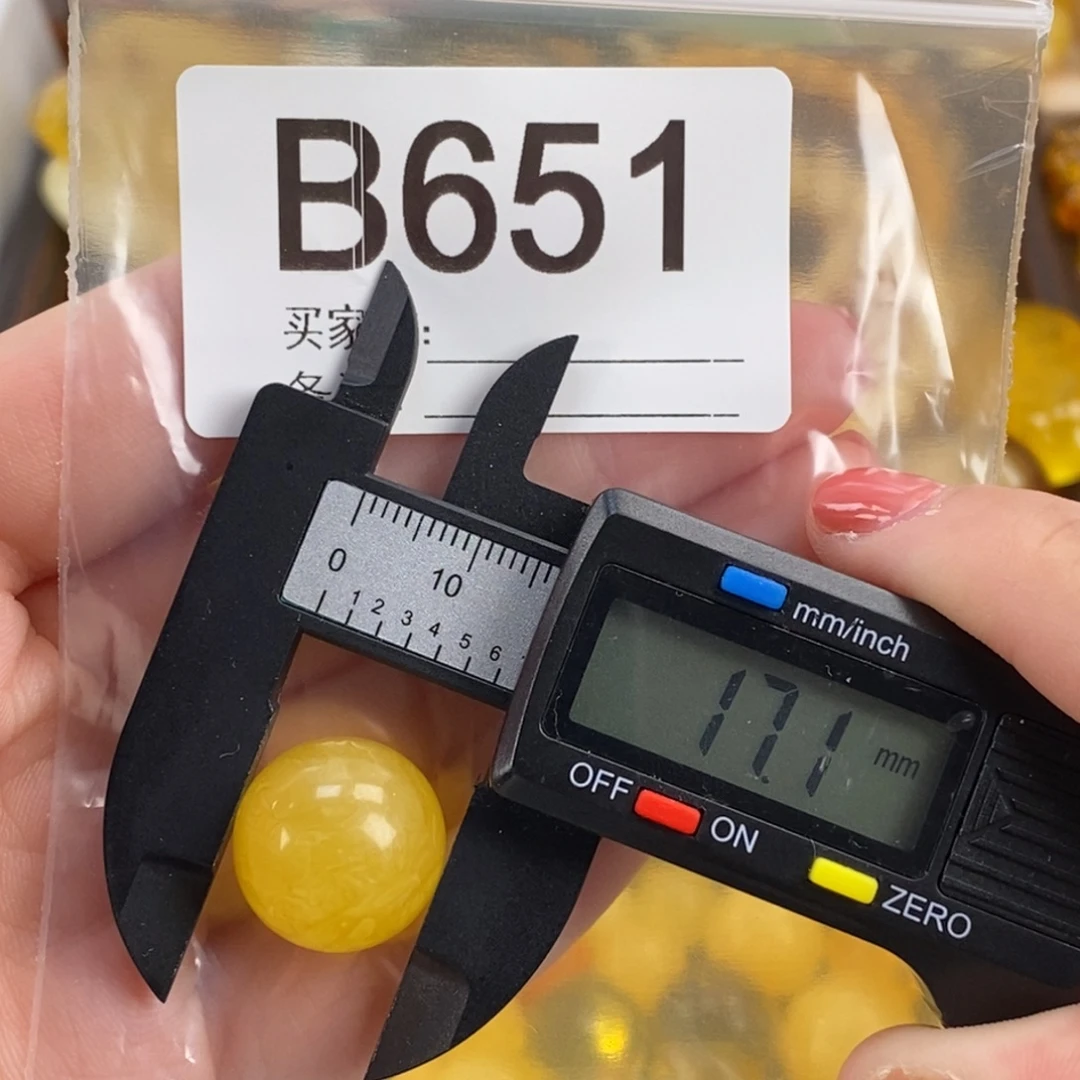 B651
买家 :
0 10
1 2 3 4 5 6
mm/inch
17.1 mm
OFF ON
ZERO